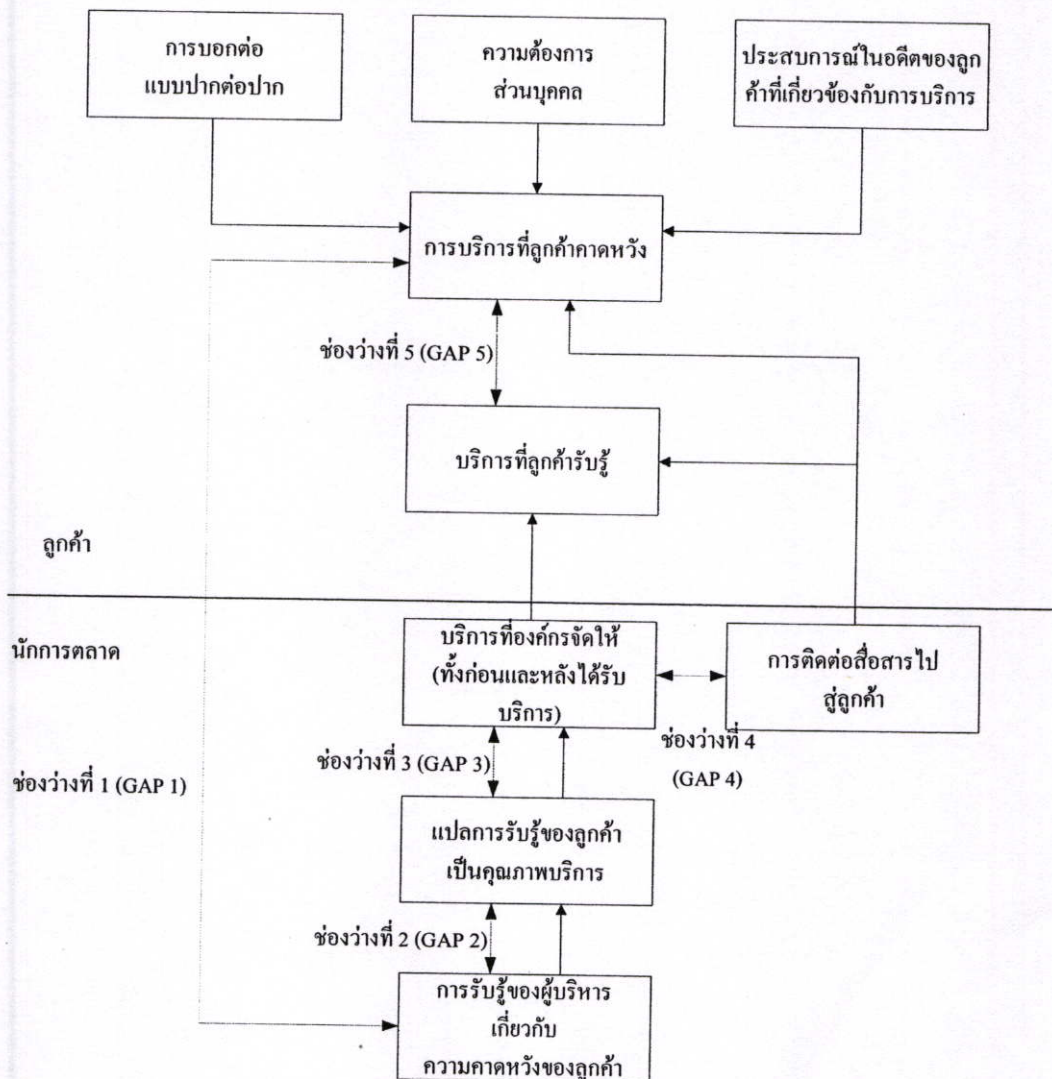 การบอกต่อ
แบบปากต่อปาก
ความต้องการ
ส่วนบุคคล
ประสบการณ์ในอดีตของลูก
ค้าที่เกี่ยวข้องกับการบริการ
การบริการที่ลูกค้าคาดหวัง
ช่องว่างที่ 5 (GAP 5)
บริการที่ลูกค้ารับรู้
ลูกค้า
นักการตลาด
บริการที่องค์กรจัดให้
(ทั้งก่อนและหลังได้รับ
บริการ)
การติดต่อสื่อสารไป
สู่ลูกค้า
ช่องว่างที่ 4
(GAP 4)
ช่องว่างที่ 3 (GAP 3)
ช่องว่างที่ 1 (GAP 1)
แปลการรับรู้ของลูกค้า
เป็นคุณภาพบริการ
ช่องว่างที่ 2 (GAP 2)
การรับรู้ของผู้บริหาร
เกี่ยวกับ
ความคาดหวังของลูกค้า